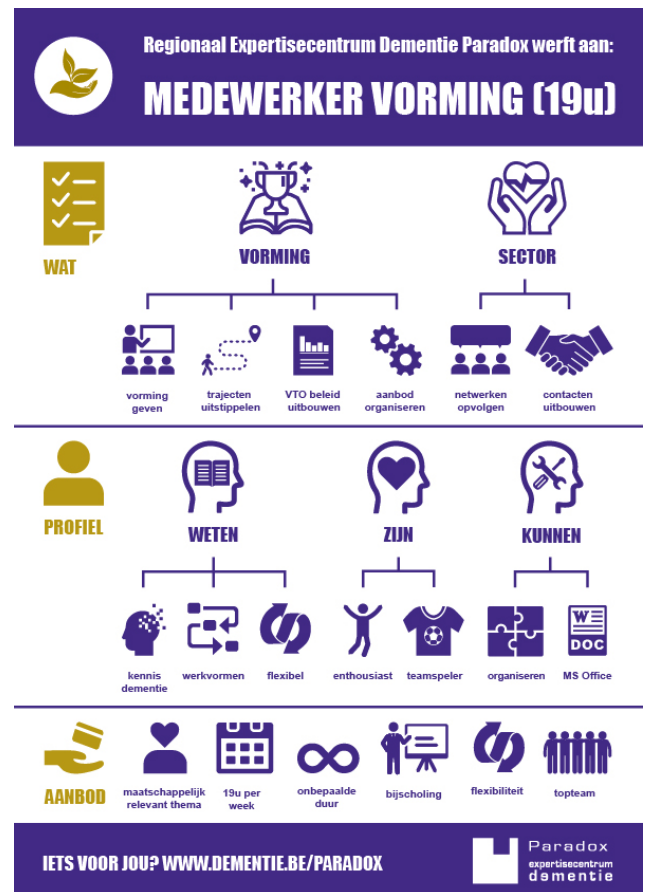 Regionaal Expertisecentrum Dementie Paradox werft aan:
MEDEWERKER VORMING (19u)
WAT
VORMING
SECTOR
vorming
geven
trajecten
uitstippelen
VTO beleid
uitbouwen
aanbod
organiseren
netwerken
opvolgen
contacten
uitbouwen
PROFIEL
WETEN
ZIJN
KUNNEN
kennis
dementie
werkvormen
flexibel
enthousiast
teamspeler
organiseren
W
DOC
MS Office
AANBOD
maatschappelijk
relevant thema
19u per
week
onbepaalde
duur
bijscholing
flexibiliteit
topteam
IETS VOOR JOU? WWW.DEMENTIE.BE/PARADOX
Paradox
expertisecentrum
dementie